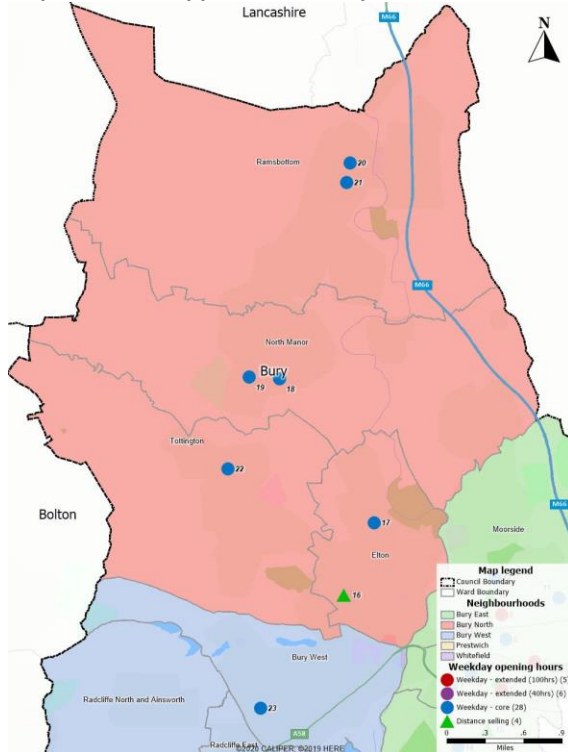 Lancashire
M66
N
Ramsbottom
20
21
M66
North Manor
Bury
19
18
Tottington
22
M66
Bolton
17
Moorside
Elton
16
Map legend
Council Boundary
Ward Boundary
Neighbourhoods
Bury East
Bury North
Bury West
Prestwich
Whitefield
Weekday opening hours
Weekday - extended (100hrs) (5)
Weekday - extended (40hrs) (6)
Weekday - core (28)
Distance selling (4)
0 .3 .6 .9
Miles
Bury West
Radcliffe North and Ainsworth
23
A58
Radcliffe East
©2020 CALIPER; ©2019 HERE